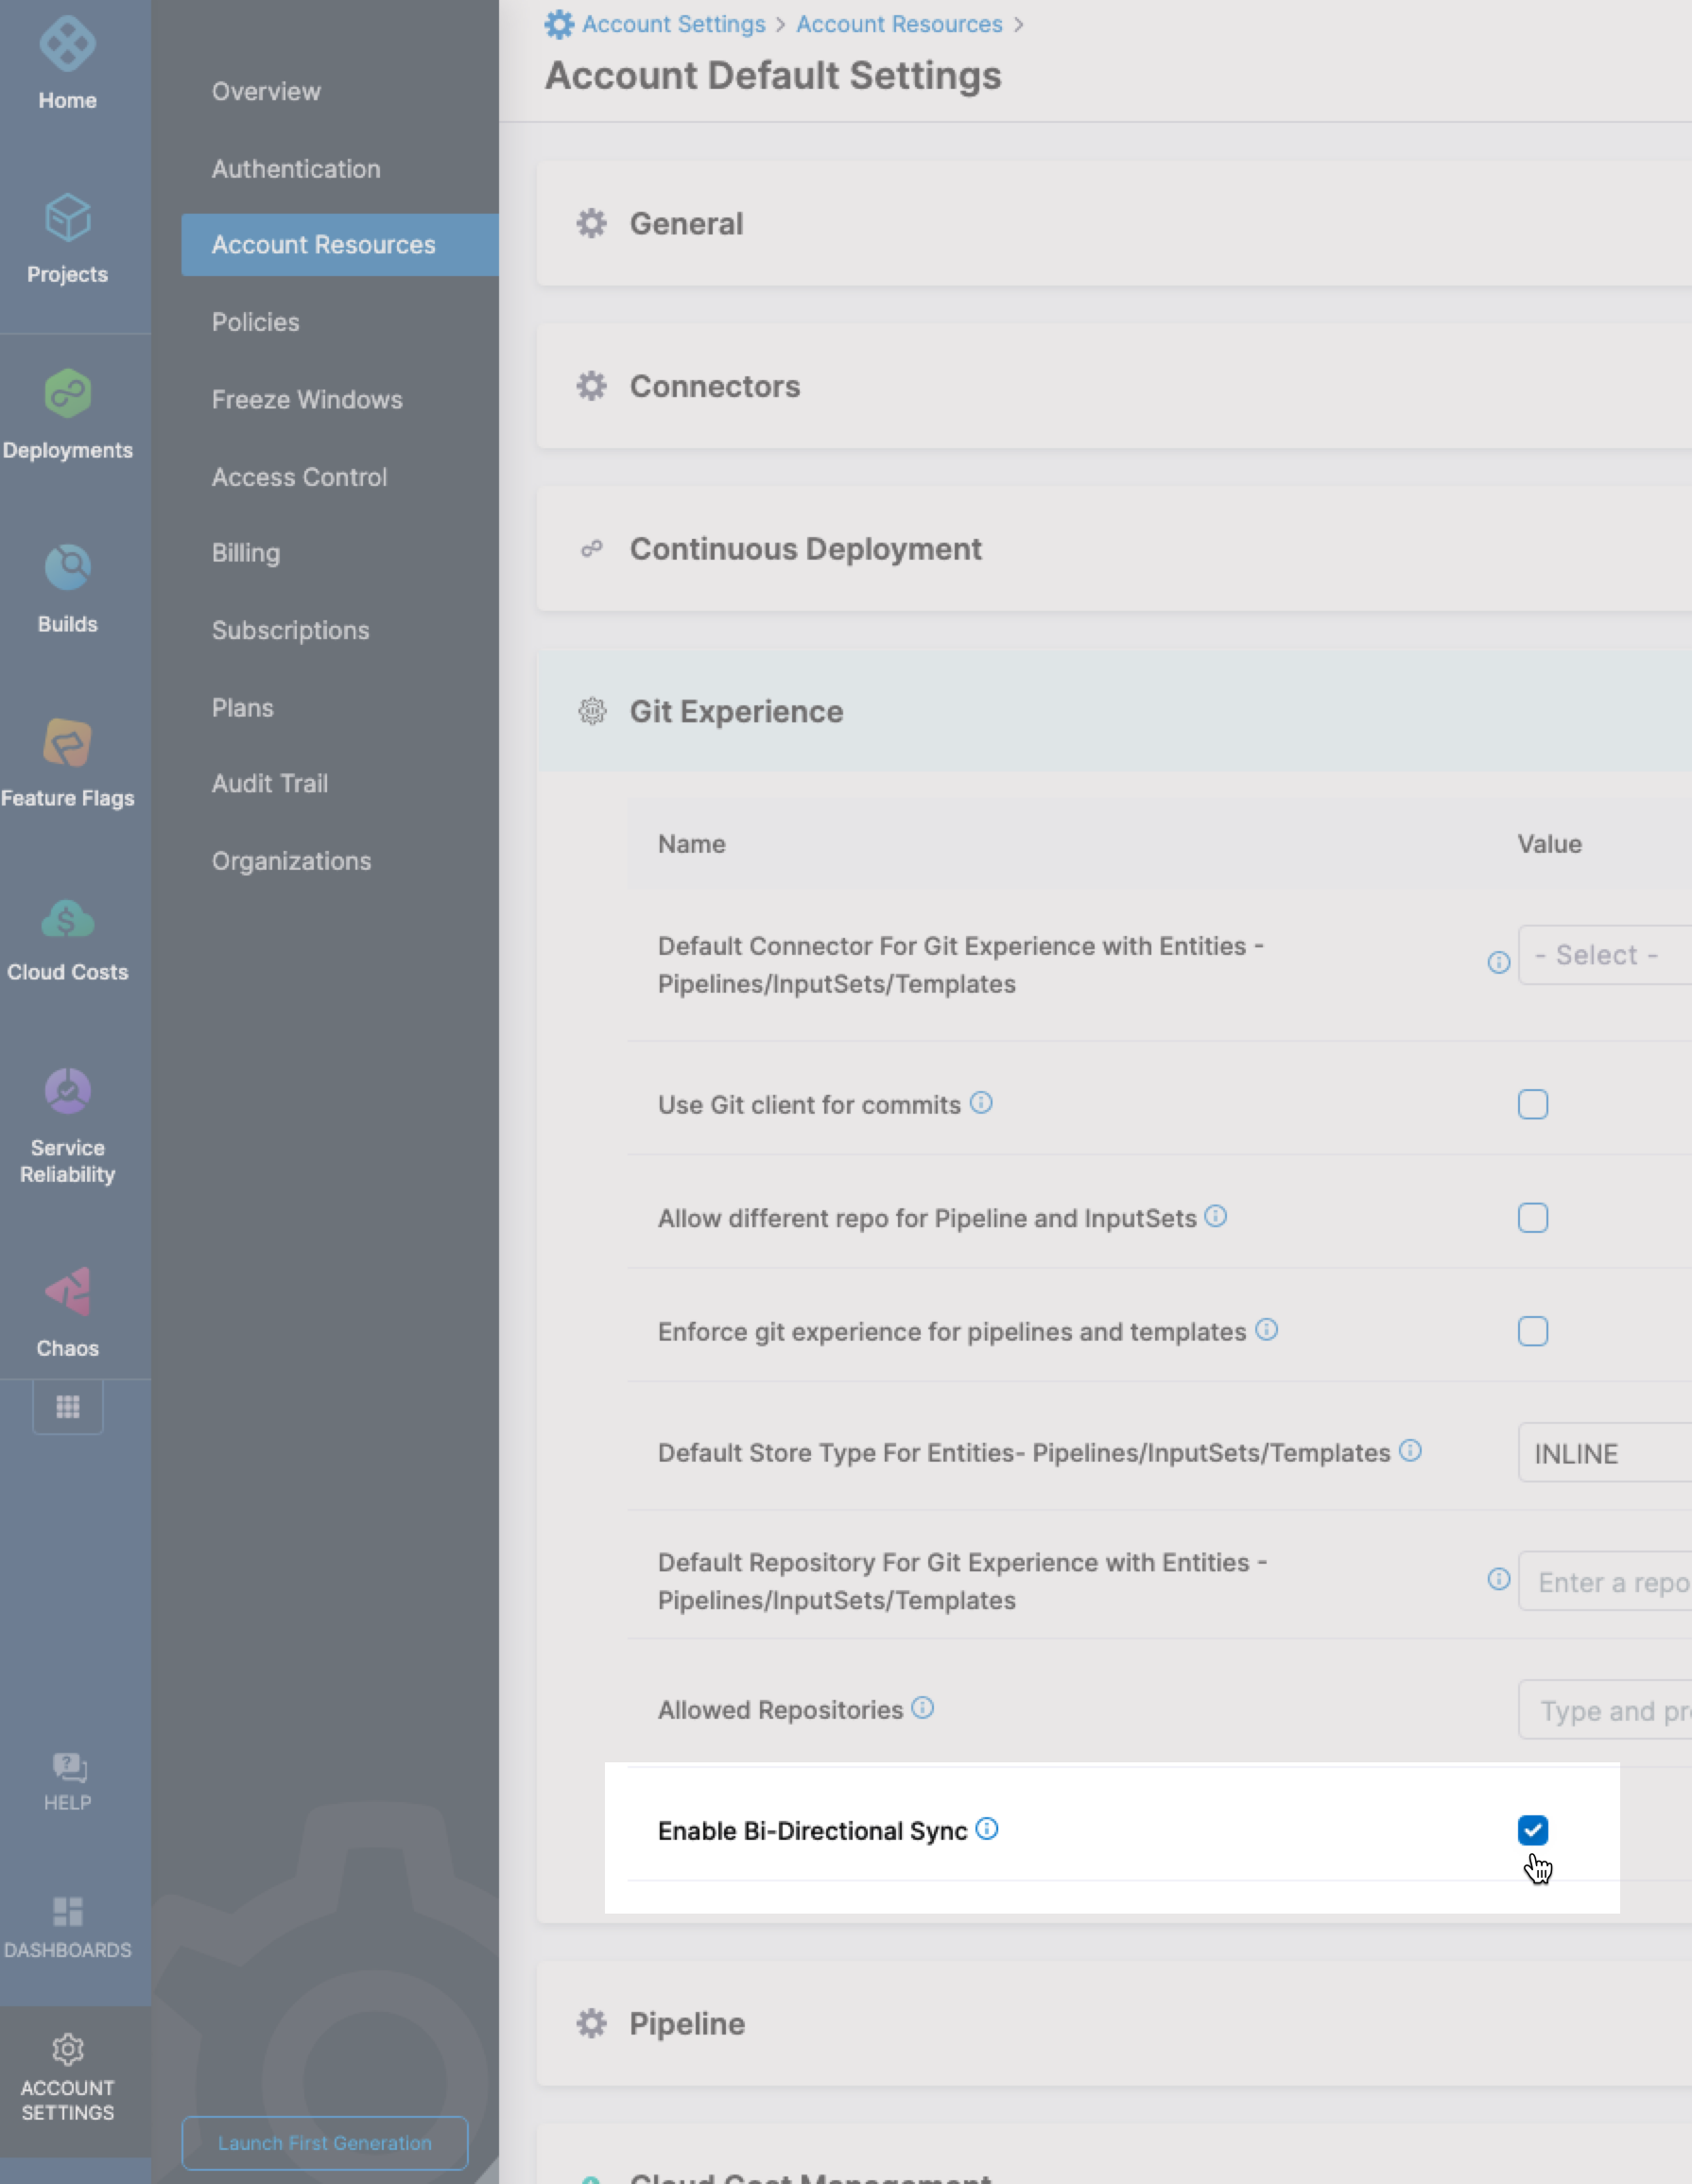 Home
Projects
Deployments
Builds
Feature Flags
Cloud Costs
Service
Reliability
Chaos
HELP
DASHBOARDS
ACCOUNT
SETTINGS
Overview
Authentication
Account Resources
Policies
Freeze Windows
Access Control
Billing
Subscriptions
Plans
Audit Trail
Organizations
Launch First Generation
Account Settings > Account Resources >
Account Default Settings
General
Connectors
Continuous Deployment
Git Experience
Name Value
Default Connector For Git Experience with Entities -
Pipelines/InputSets/Templates
- Select -
Use Git client for commits
Allow different repo for Pipeline and InputSets
Enforce git experience for pipelines and templates
Default Store Type For Entities- Pipelines/InputSets/Templates
INLINE
Default Repository For Git Experience with Entities -
Pipelines/InputSets/Templates
Enter a repo
Allowed Repositories
Type and pr
Enable Bi-Directional Sync
Pipeline
Cloud Cost Management